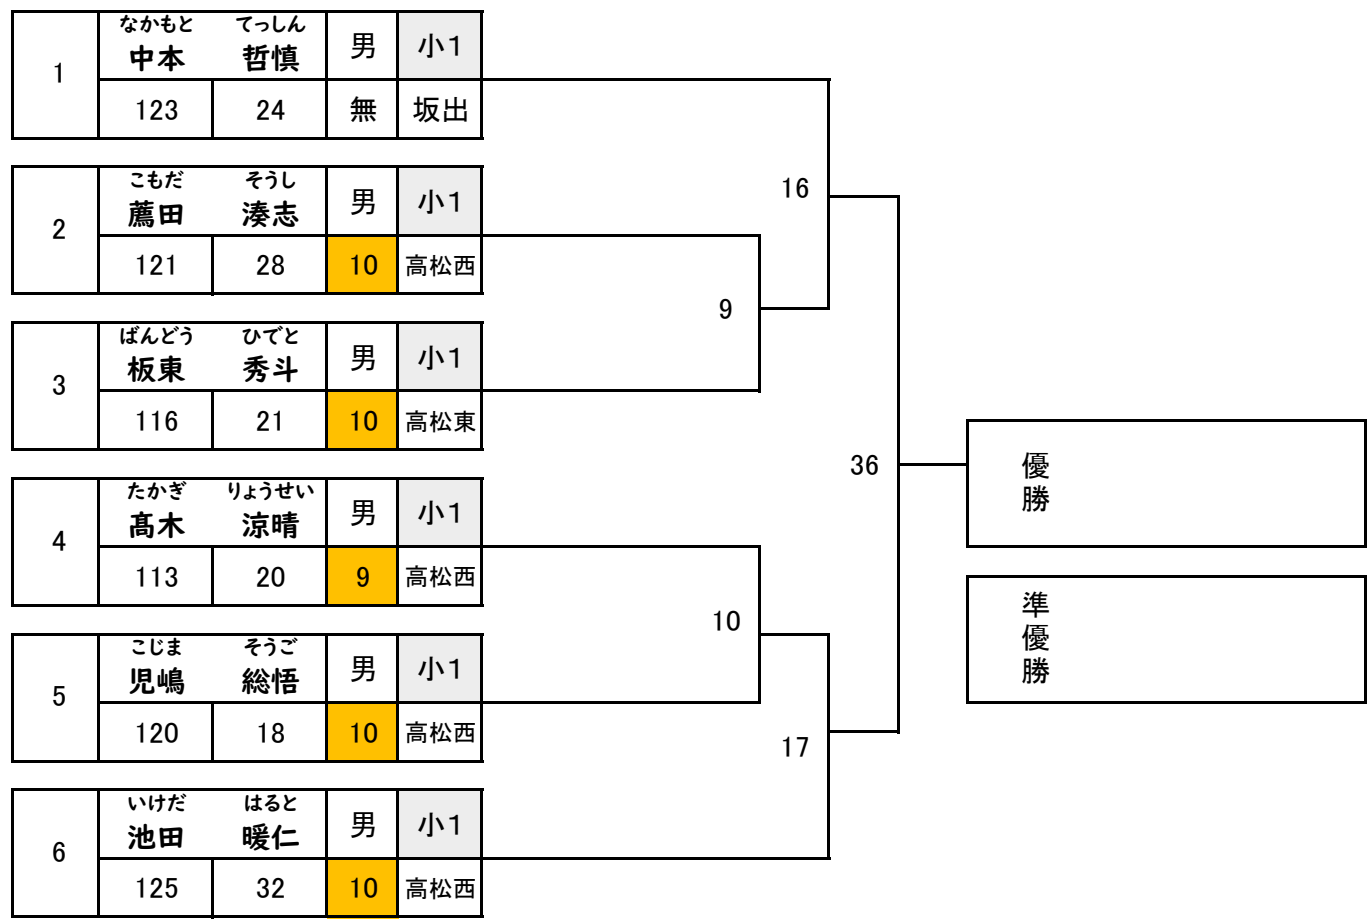 なかもと てっしん
1 中本 哲慎 男 小1
123 24 無 坂出
こもだ そうし
2 薦田 湊志 男 小1
121 28 10 高松西
ばんどう ひでと
3 板東 秀斗 男 小1
116 21 10 高松東
たかぎ りょうせい
4 髙木 涼晴 男 小1
113 20 9 高松西
こじま そうご
5 児嶋 総悟 男 小1
120 18 10 高松西
いけだ はると
6 池田 暖仁 男 小1
125 32 10 高松西
16
9
36
10
17
優勝
準優勝